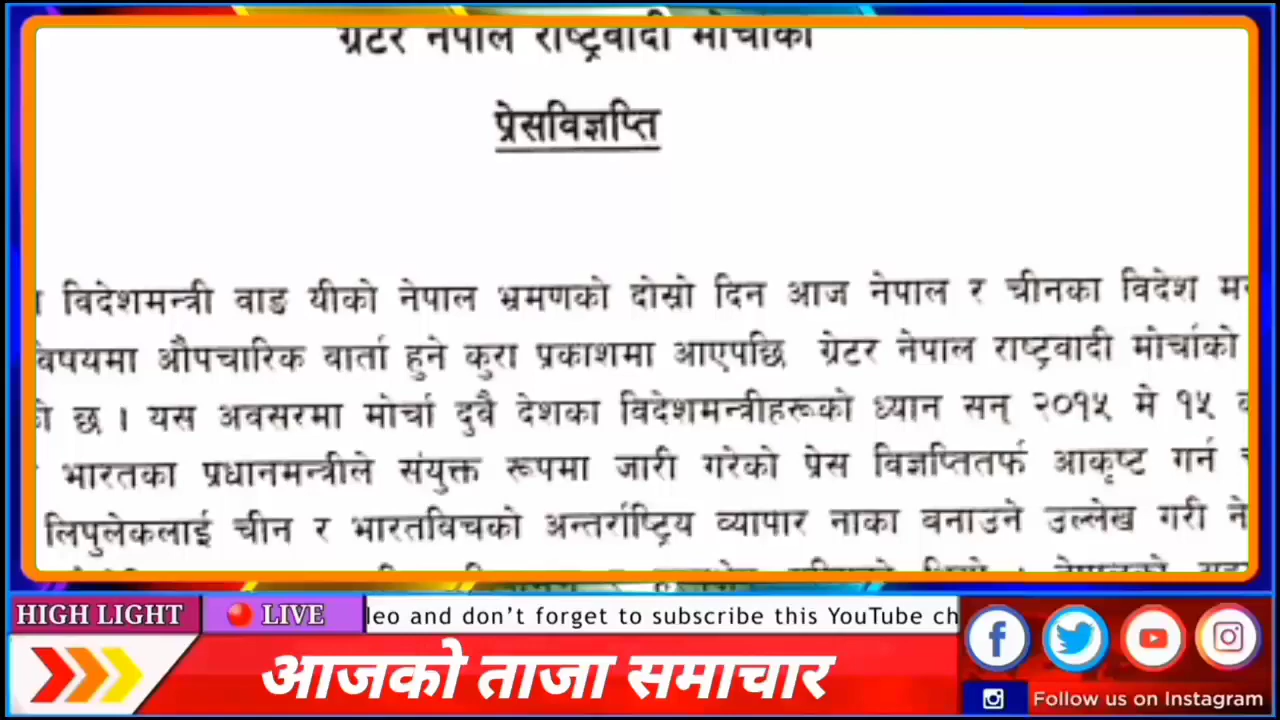 ग्रेटर नेपाल राष्ट्रवादी मोर्चाको
प्रेसविज्ञप्ति
विदेशमन्त्री वाङ यीको नेपाल भ्रमणको दोस्रो दिन आज नेपाल र चीनका विदेश
विषयमा औपचारिक वार्ता हुने कुरा प्रकाशमा आएपछि ग्रेटर नेपाल राष्ट्रवादी मोर्चाको
छ । यस अवसरमा मोर्चा दुवै देशका विदेशमन्त्रीहरूको ध्यान सन् २०१५ मे १५
भारतका प्रधानमन्त्रीले संयुक्त रूपमा जारी गरेको प्रेस विज्ञप्तितर्फ आकृष्ट गर्न
लिपुलेकलाई चीन र भारतविचको अन्तर्राष्ट्रिय व्यापार नाका बनाउने उल्लेख गरी
HIGH LIGHT
LIVE
leo and don't forget to subscribe this YouTube ch
आजको ताजा समाचार
Follow us on Instagram